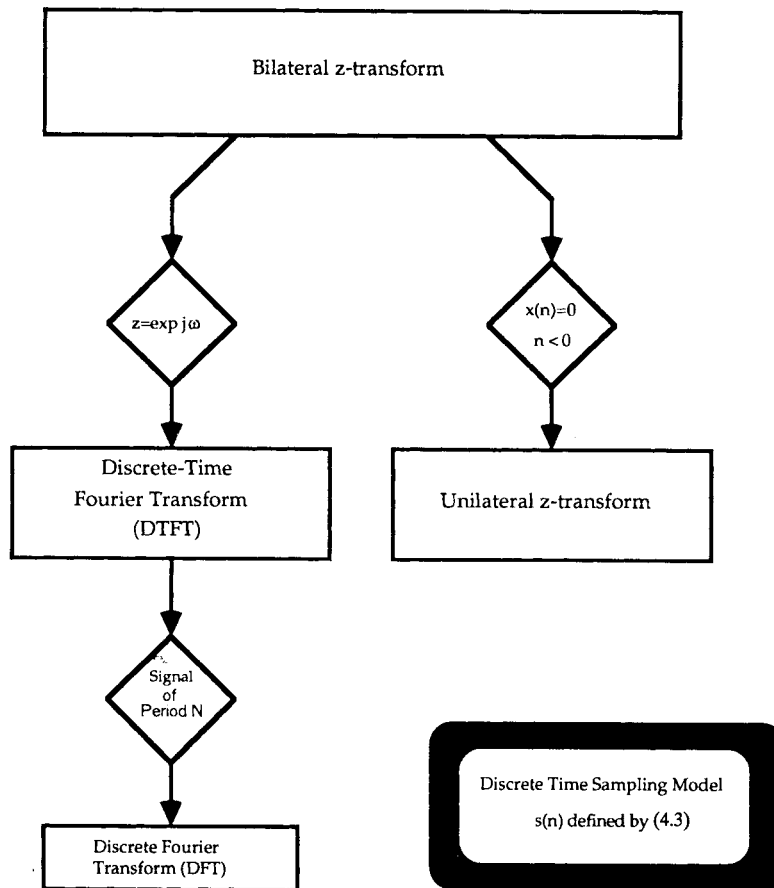 Bilateral z-transform
z=exp jω
x(n)=0
n < 0
Discrete-Time
Fourier Transform
(DTFT)
Unilateral z-transform
Signal
of
Period N
Discrete Time Sampling Model
s(n) defined by (4.3)
Discrete Fourier
Transform (DFT)